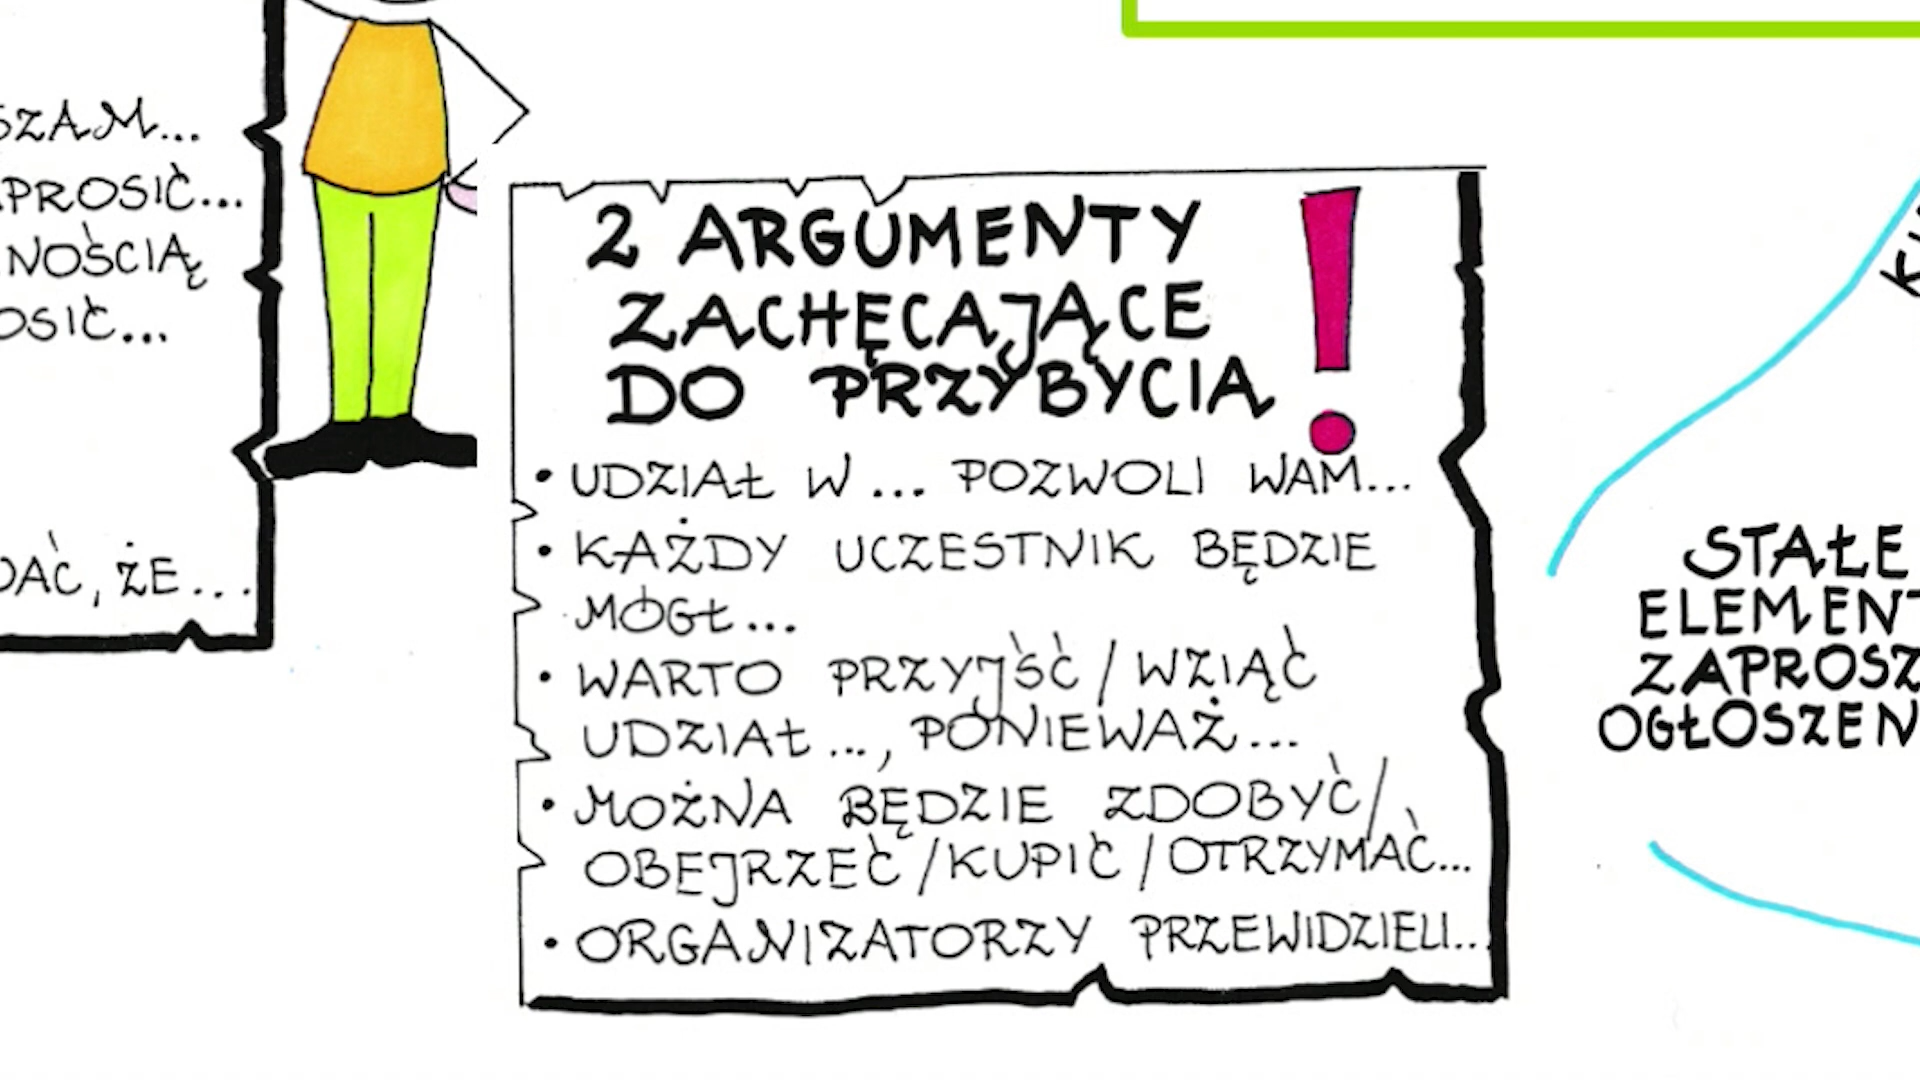 SZAM...
PROSIĆ...
NOŚCIĄ
OSIĆ...
DAĆ, ŻE...
2 ARGUMENTY
ZACHĘCAJĄCE
DO PRZYBYCIA !
• UDZIAŁ W ... POZWOLI WAM...
• KAŻDY UCZESTNIK BĘDZIE
MÓGŁ...
• WARTO PRZYJŚĆ / WZIĄĆ
UDZIAŁ ..., PONIEWAŻ...
• MOŻNA BĘDZIE ZDOBYĆ/
OBEJRZEĆ / KUPIĆ / OTRZYMAĆ...
• ORGANIZATORZY PRZEWIDZIELI...
STAŁE
ELEMENT
ZAPROSZ
OGŁOSZEN